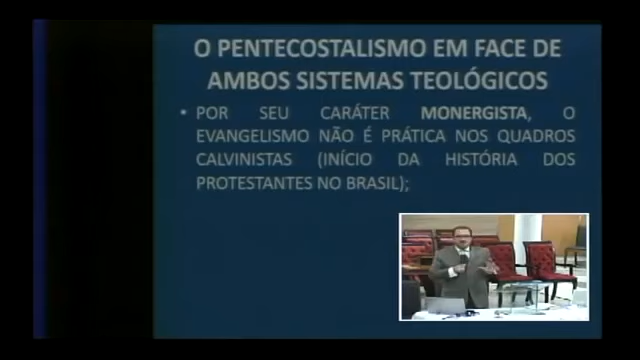 O PENTECOSTALISMO EM FACE DE
AMBOS SISTEMAS TEOLÓGICOS
• POR SEU CARÁTER MONERGISTA, O
EVANGELISMO NÃO É PRÁTICA NOS QUADROS
CALVINISTAS (INÍCIO DA HISTÓRIA DOS
PROTESTANTES NO BRASIL);